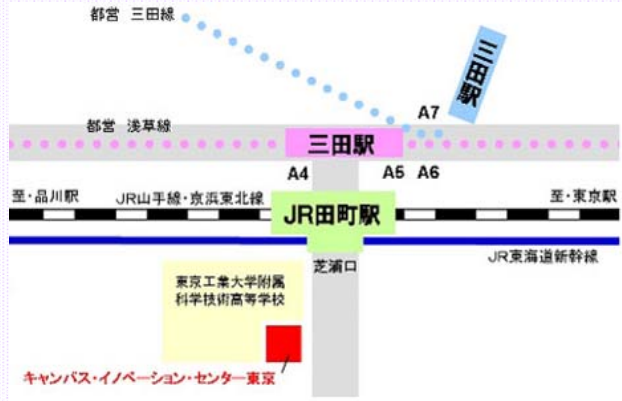 都営 三田線
三田駅
A7
都営 浅草線
三田駅
A4
A5
A6
至・品川駅
JR山手線・京浜東北線
至・東京駅
JR田町駅
JR東海道新幹線
芝浦口
東京工業大学附属
科学技術高等学校
キャンパス・イノベーション・センター東京